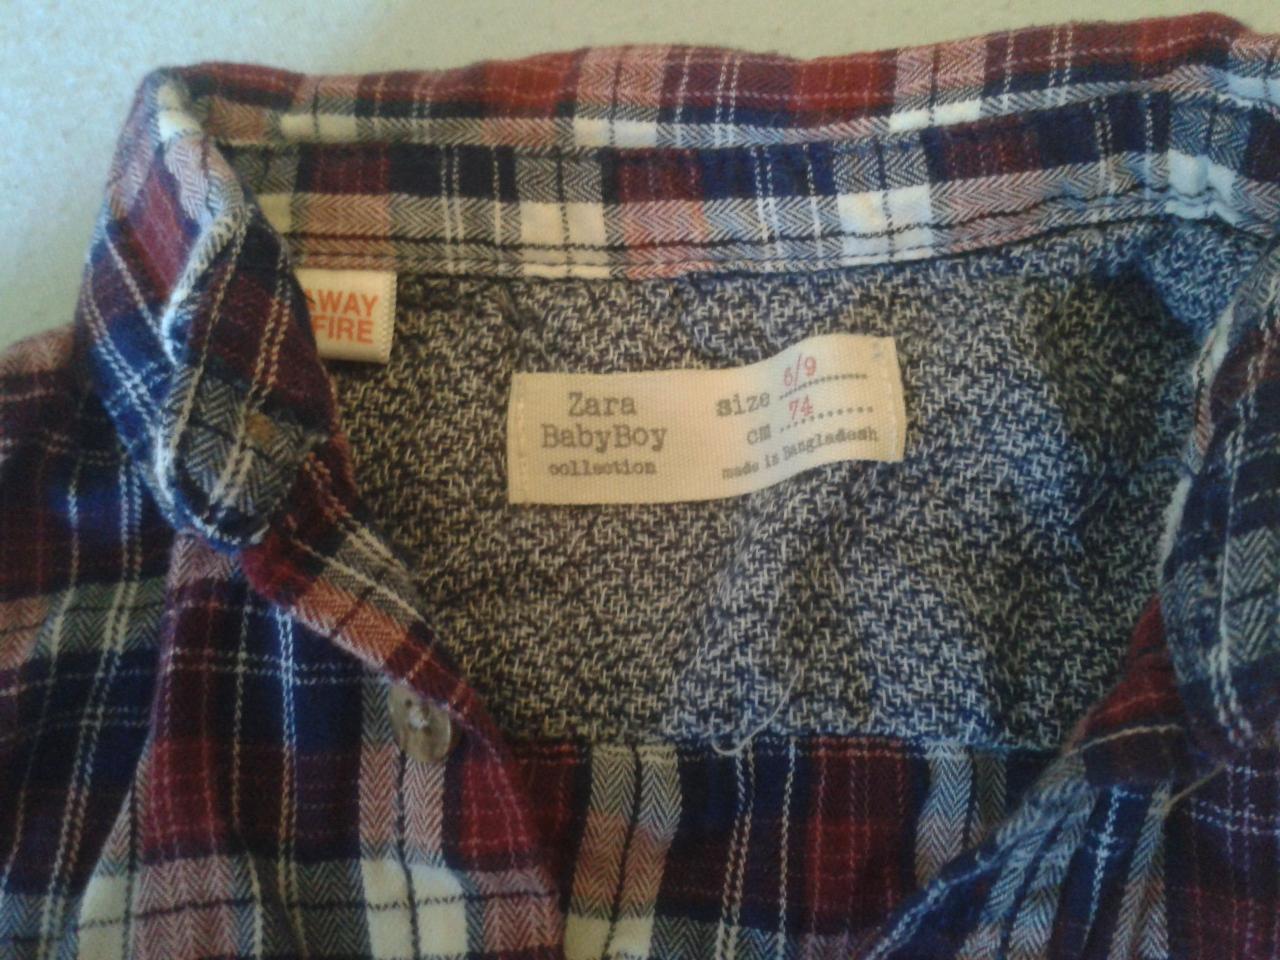 AWAY
FIRE
Zara
BabyBoy
collection
size 6/9
cm 74
made in Bangladesh